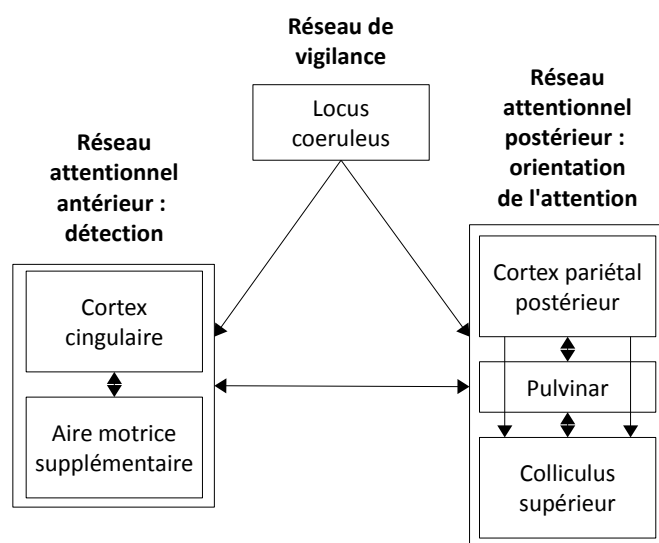 Réseau de
vigilance
Locus
coeruleus
Réseau
attentionnel
antérieur :
détection
Cortex
cingulaire
Aire motrice
supplémentaire
Réseau
attentionnel
postérieur :
orientation
de l'attention
Cortex pariétal
postérieur
Pulvinar
Colliculus
supérieur